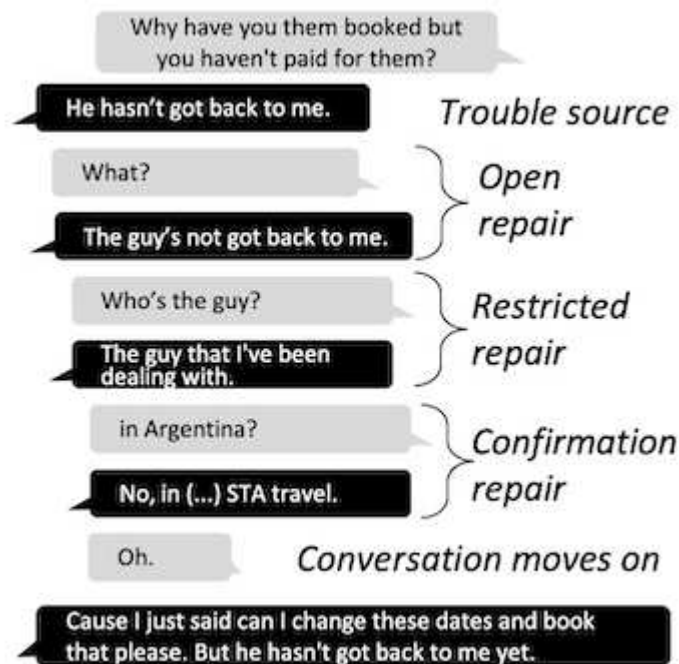 Why have you them booked but
you haven't paid for them?
He hasn't got back to me.
Trouble source
What?
Open
repair
The guy's not got back to me.
Who's the guy?
Restricted
repair
The guy that I've been
dealing with.
in Argentina?
Confirmation
repair
No, in (...) STA travel.
Oh.
Conversation moves on
Cause I just said can I change these dates and book
that please. But he hasn't got back to me yet.